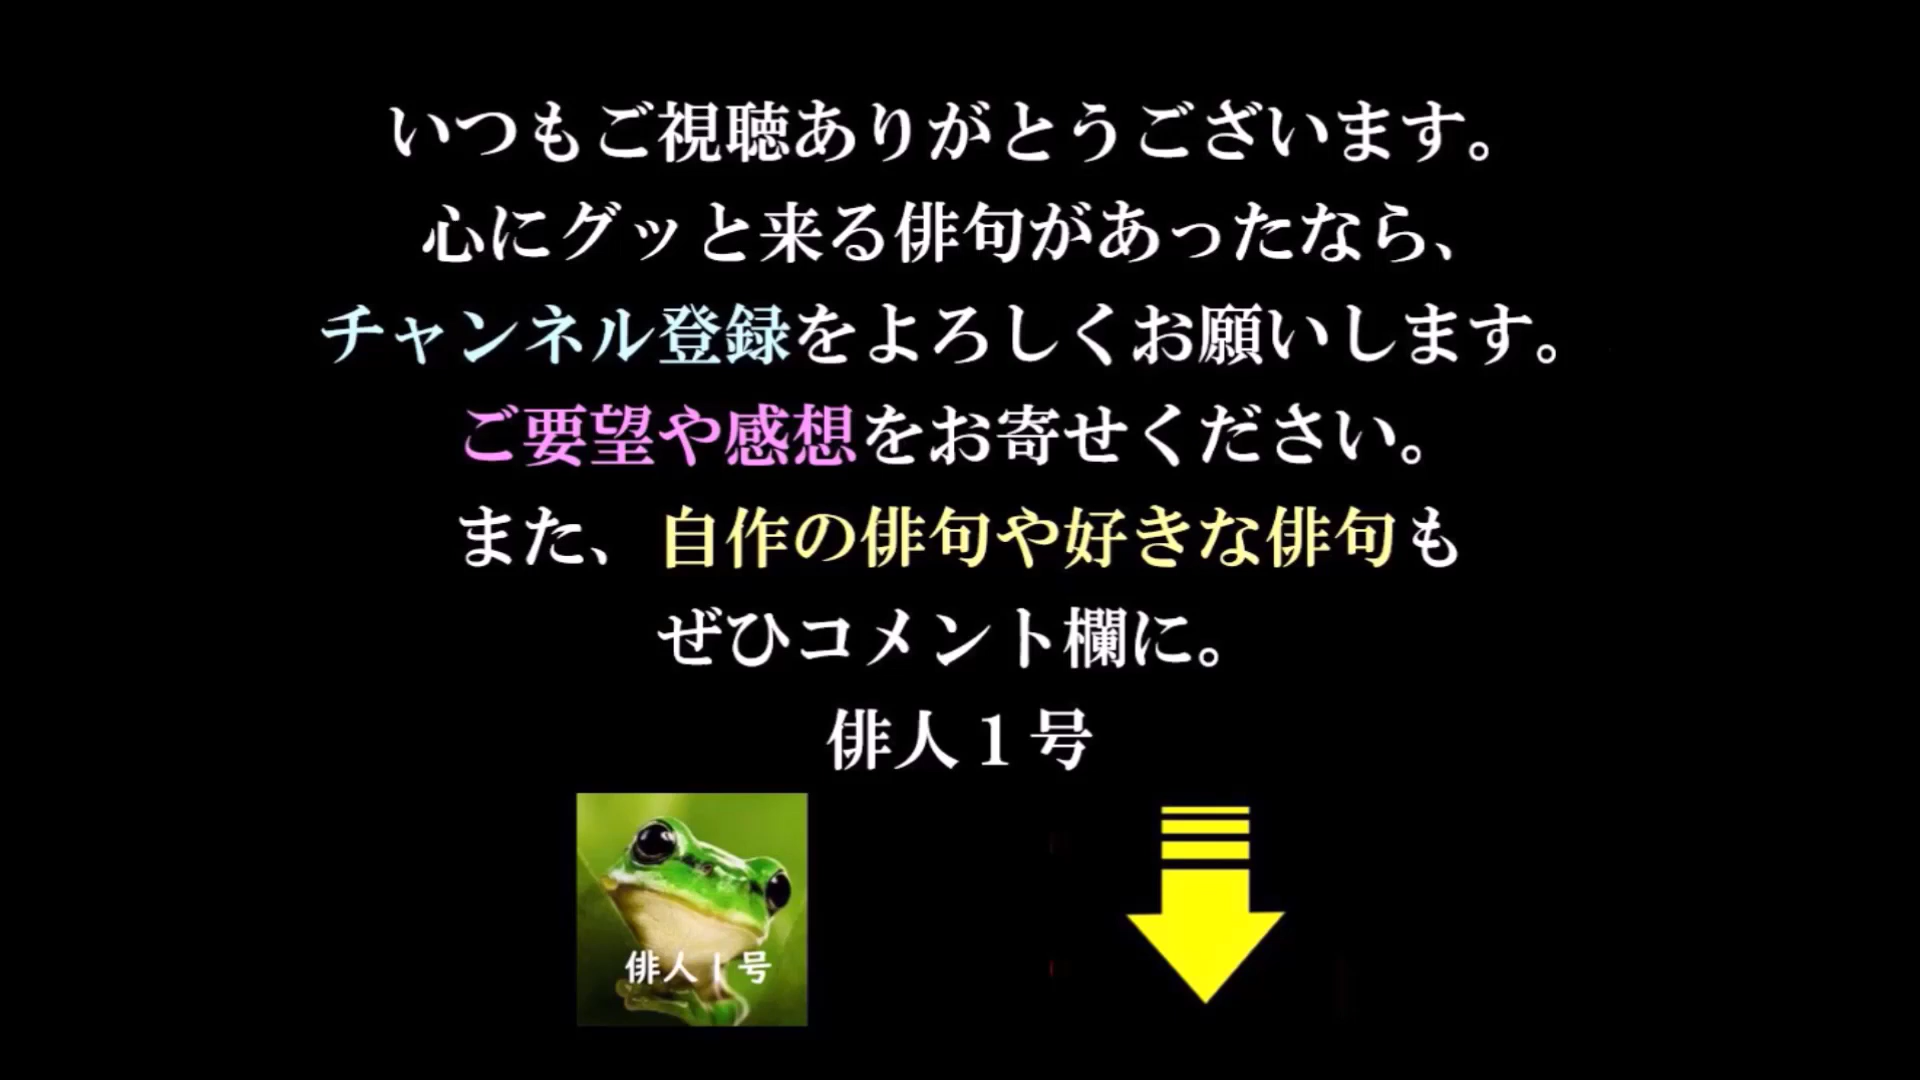 いつもご視聴ありがとうございます。
心にグッと来る俳句があったなら、
チャンネル登録をよろしくお願いします。
ご要望や感想をお寄せください。
また、自作の俳句や好きな俳句も
ぜひコメント欄に。
俳人１号
俳人１号